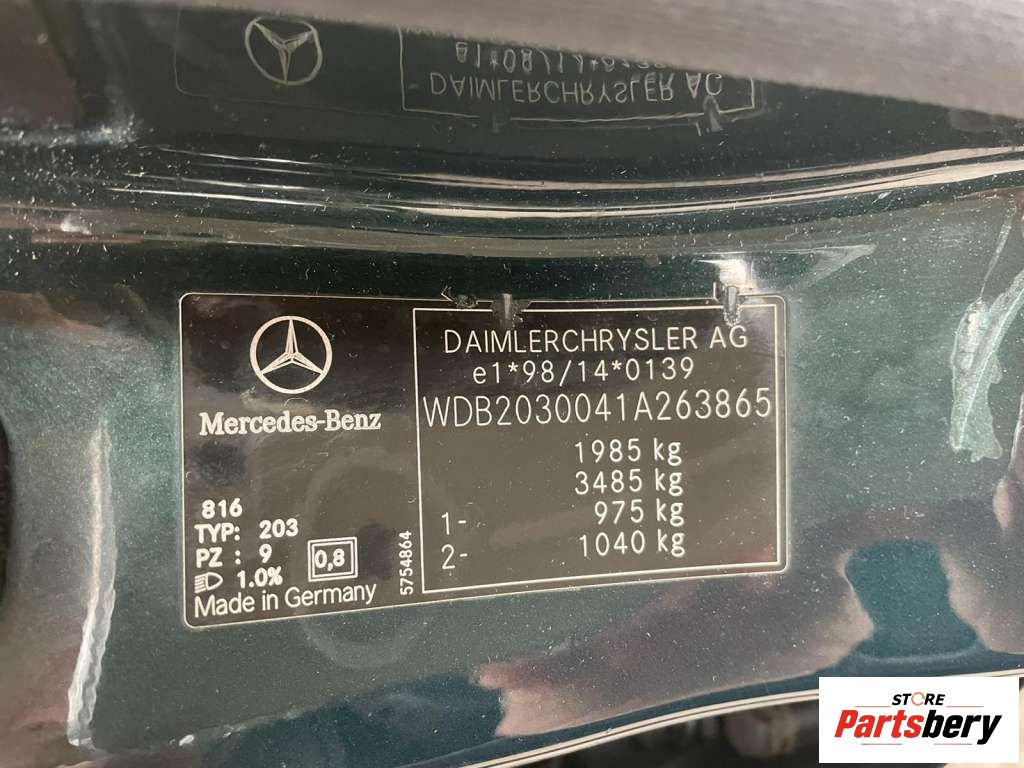 DAIMLERCHRYSLER AG
Mercedes-Benz
816
TYP: 203
PZ : 9
0,8
1.0%
Made in Germany
5754864
DAIMLERCHRYSLER AG
e1*98/14*0139
WDB2030041A263865
1985 kg
3485 kg
1- 975 kg
2- 1040 kg
STORE
Partsbery